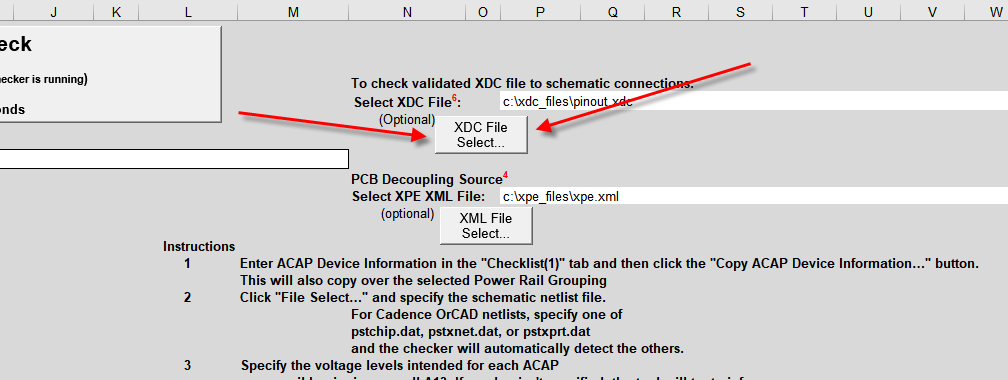 J K L M N O P Q R S T U V W
eck
ecker is running)
onds
To check validated XDC file to schematic connections.
Select XDC File6: c:\xdc_files\pinout.xdc
(Optional)
XDC File
Select...
PCB Decoupling Source4
Select XPE XML File: c:\xpe_files\xpe.xml
(optional)
XML File
Select...
Instructions
1 Enter ACAP Device Information in the "Checklist(1)" tab and then click the "Copy ACAP Device Information..." button.
This will also copy over the selected Power Rail Grouping
2 Click "File Select..." and specify the schematic netlist file.
For Cadence OrCAD netlists, specify one of
pstchip.dat, pstxnet.dat, or pstxprt.dat
and the checker will automatically detect the others.
3 Specify the voltage levels intended for each ACAP